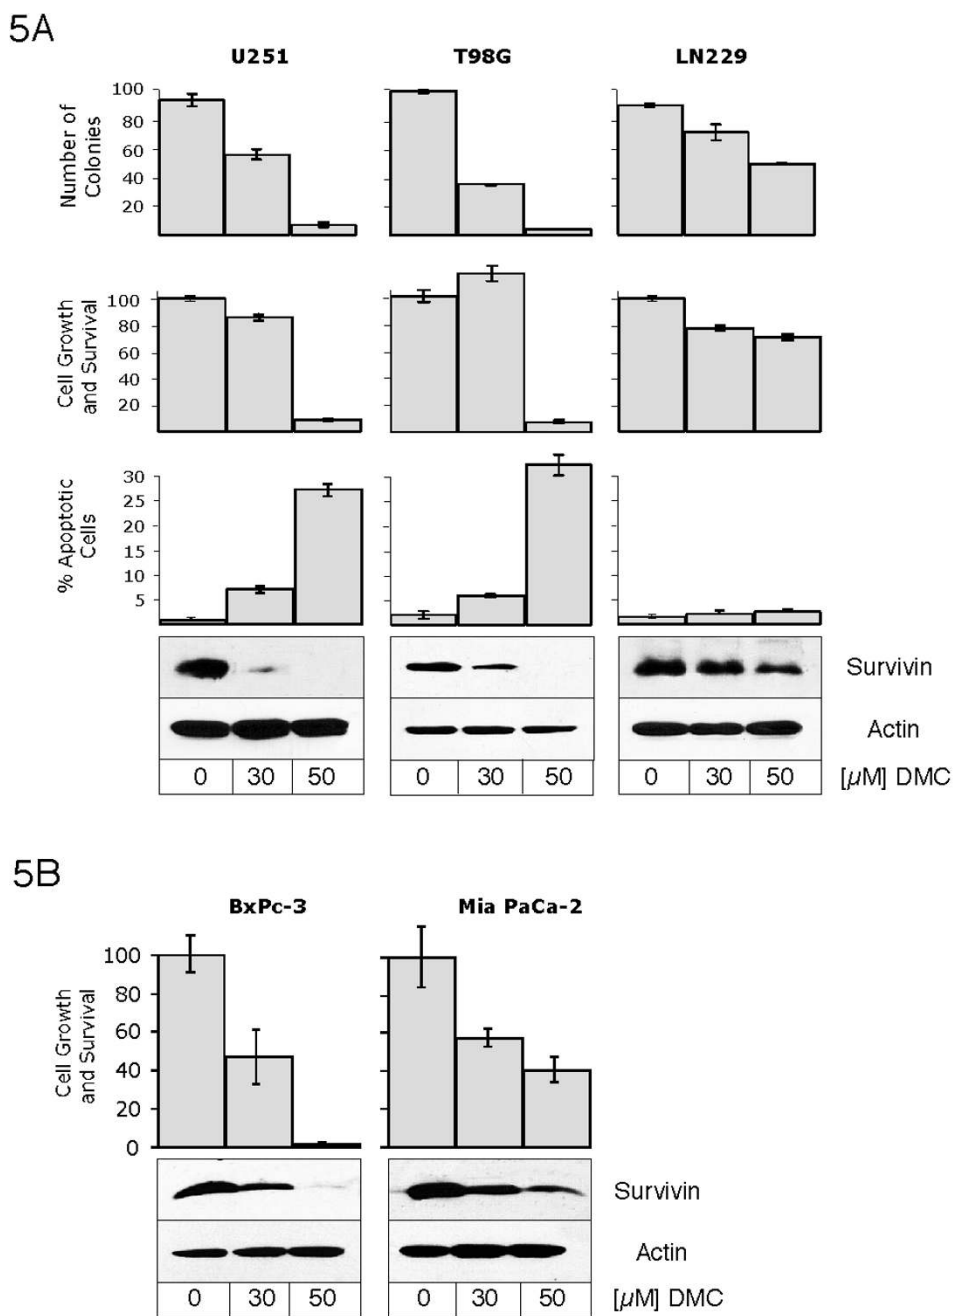 5A
U251 T98G LN229
Number of
Colonies
100
80
60
40
20
Cell Growth
and Survival
100
80
60
40
20
% Apoptotic
Cells
30
25
20
15
10
5
Survivin
Actin
0 30 50 0 30 50 0 30 50 [µM] DMC
5B
BxPc-3 Mia PaCa-2
Cell Growth
and Survival
100
80
60
40
20
0
Survivin
Actin
0 30 50 0 30 50 [µM] DMC